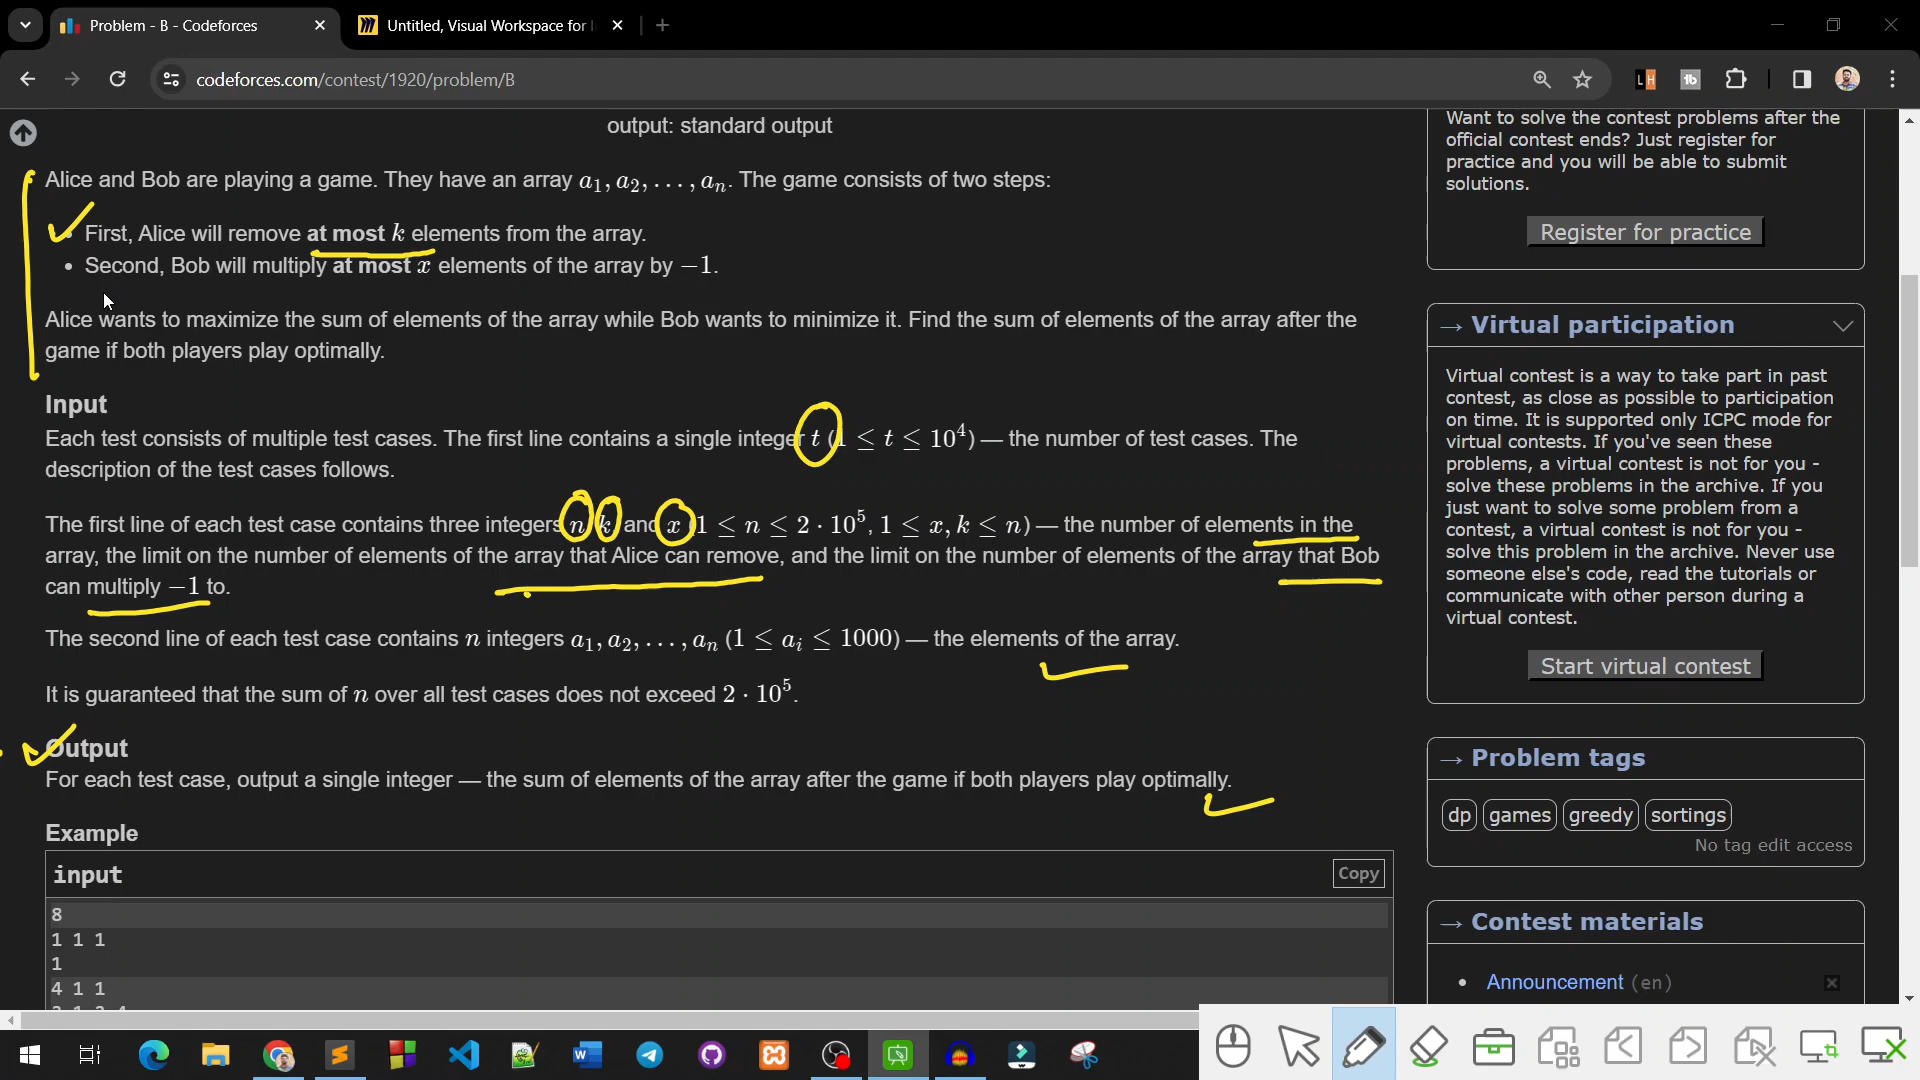 Problem - B - Codeforces
Untitled, Visual Workspace for I
codeforces.com/contest/1920/problem/B
output: standard output
Alice and Bob are playing a game. They have an array a₁, a₂, . . . , aₙ. The game consists of two steps:
• First, Alice will remove at most k elements from the array.
• Second, Bob will multiply at most x elements of the array by −1.
Alice wants to maximize the sum of elements of the array while Bob wants to minimize it. Find the sum of elements of the array after the
game if both players play optimally.
Input
Each test consists of multiple test cases. The first line contains a single integer t (1 ≤ t ≤ 10⁴) — the number of test cases. The
description of the test cases follows.
The first line of each test case contains three integers n k and x (1 ≤ n ≤ 2 · 10⁵, 1 ≤ x, k ≤ n) — the number of elements in the
array, the limit on the number of elements of the array that Alice can remove, and the limit on the number of elements of the array that Bob
can multiply −1 to.
The second line of each test case contains n integers a₁, a₂, . . . , aₙ (1 ≤ aᵢ ≤ 1000) — the elements of the array.
It is guaranteed that the sum of n over all test cases does not exceed 2 · 10⁵.
Output
For each test case, output a single integer — the sum of elements of the array after the game if both players play optimally.
Example
input
Copy
8
1 1 1
1
4 1 1
3 1 2 4
Want to solve the contest problems after the
official contest ends? Just register for
practice and you will be able to submit
solutions.
Register for practice
→ Virtual participation
Virtual contest is a way to take part in past
contest, as close as possible to participation
on time. It is supported only ICPC mode for
virtual contests. If you've seen these
problems, a virtual contest is not for you -
solve these problems in the archive. If you
just want to solve some problem from a
contest, a virtual contest is not for you -
solve this problem in the archive. Never use
someone else's code, read the tutorials or
communicate with other person during a
virtual contest.
Start virtual contest
→ Problem tags
dp games greedy sortings
No tag edit access
→ Contest materials
• Announcement (en)